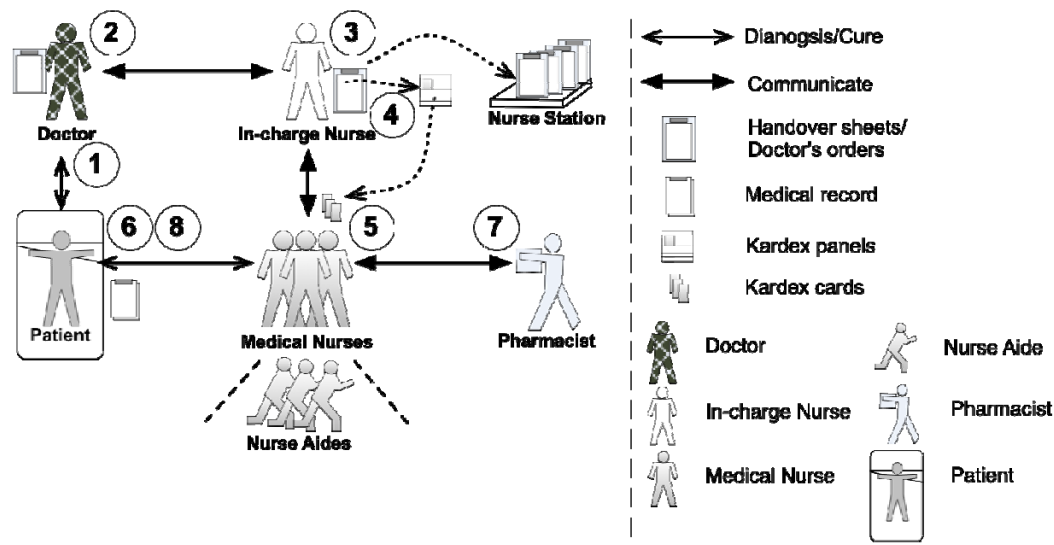 2
3
Dianogsis/Cure
Communicate
4
Nurse Station
Doctor
In-charge Nurse
Handover sheets/
Doctor's orders
1
Medical record
6
8
5
7
Kardex panels
Kardex cards
Patient
Medical Nurses
Pharmacist
Doctor
Nurse Aide
In-charge Nurse
Pharmacist
Nurse Aides
Medical Nurse
Patient